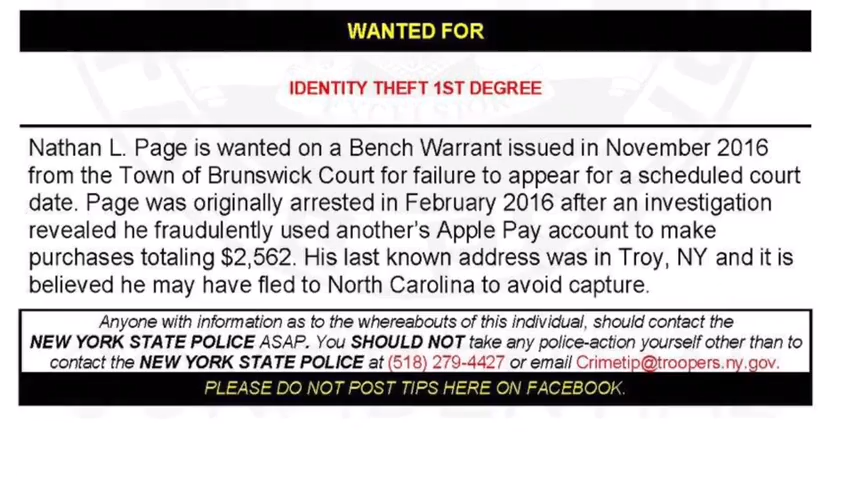 WANTED FOR
IDENTITY THEFT 1ST DEGREE
EXCELSIOR
Nathan L. Page is wanted on a Bench Warrant issued in November 2016
from the Town of Brunswick Court for failure to appear for a scheduled court
date. Page was originally arrested in February 2016 after an investigation
revealed he fraudulently used another's Apple Pay account to make
purchases totaling $2,562. His last known address was in Troy, NY and it is
believed he may have fled to North Carolina to avoid capture.
Anyone with information as to the whereabouts of this individual, should contact the
NEW YORK STATE POLICE ASAP. You SHOULD NOT take any police-action yourself other than to
contact the NEW YORK STATE POLICE at (518) 279-4427 or email Crimetip@troopers.ny.gov.
PLEASE DO NOT POST TIPS HERE ON FACEBOOK.